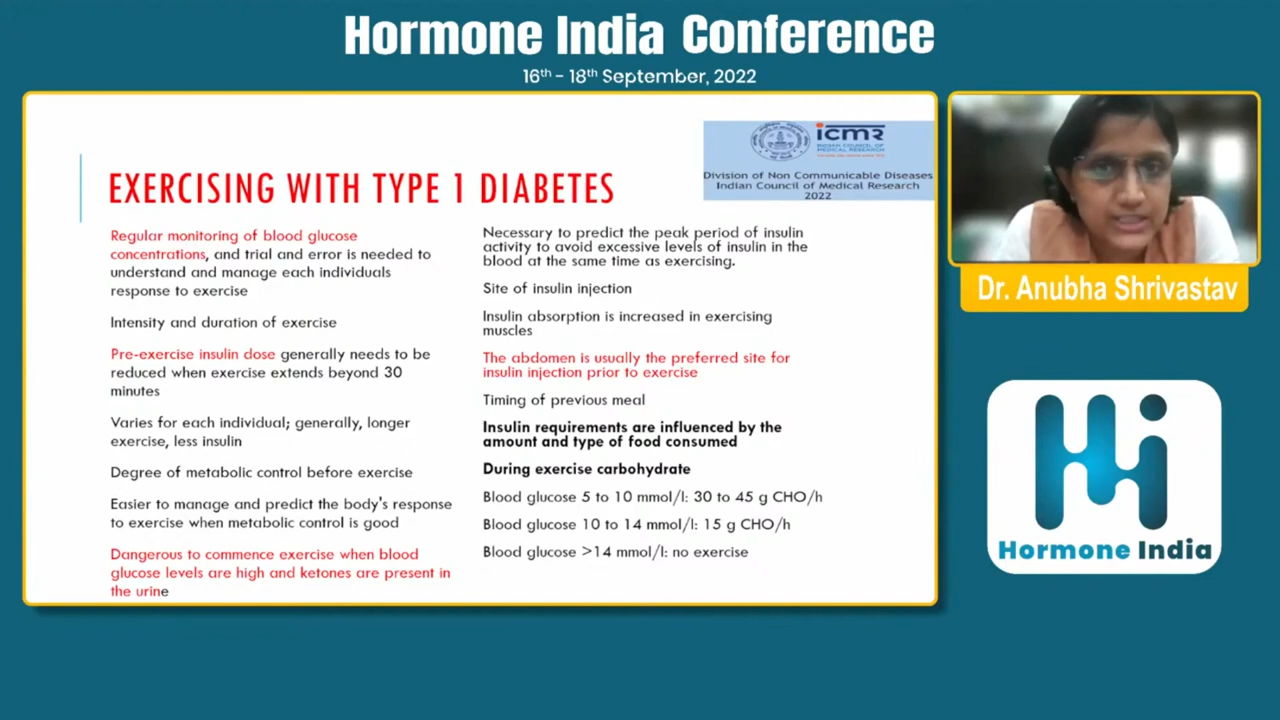 Hormone India Conference
16th - 18th September, 2022
icmr
INDIAN COUNCIL OF
MEDICAL RESEARCH
Division of Non Communicable Diseases
Indian Council of Medical Research
2022
EXERCISING WITH TYPE 1 DIABETES
Regular monitoring of blood glucose
concentrations, and trial and error is needed to
understand and manage each individuals
response to exercise
Intensity and duration of exercise
Pre-exercise insulin dose generally needs to be
reduced when exercise extends beyond 30
minutes
Varies for each individual; generally, longer
exercise, less insulin
Degree of metabolic control before exercise
Easier to manage and predict the body's response
to exercise when metabolic control is good
Dangerous to commence exercise when blood
glucose levels are high and ketones are present in
the urine
Necessary to predict the peak period of insulin
activity to avoid excessive levels of insulin in the
blood at the same time as exercising.
Site of insulin injection
Insulin absorption is increased in exercising
muscles
The abdomen is usually the preferred site for
insulin injection prior to exercise
Timing of previous meal
Insulin requirements are influenced by the
amount and type of food consumed
During exercise carbohydrate
Blood glucose 5 to 10 mmol/l: 30 to 45 g CHO/h
Blood glucose 10 to 14 mmol/l: 15 g CHO/h
Blood glucose >14 mmol/l: no exercise
Dr. Anubha Shrivastav
Hi
Hormone India